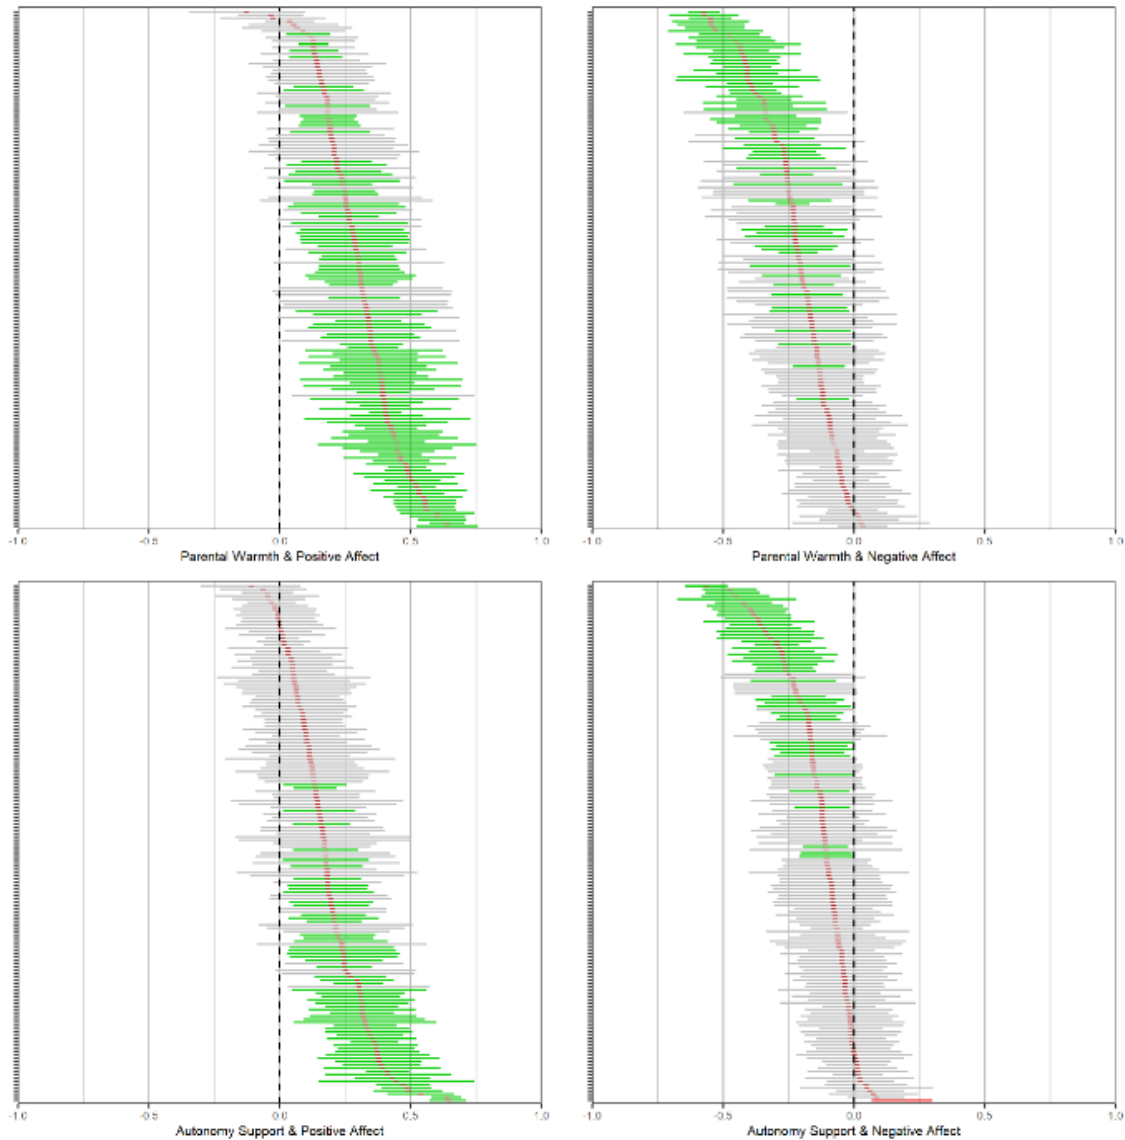 -1.0 -0.5 0.0 0.5 1.0
Parental Warmth & Positive Affect
-1.0 -0.5 0.0 0.5 1.0
Parental Warmth & Negative Affect
-1.0 -0.5 0.0 0.5 1.0
Autonomy Support & Positive Affect
-1.0 -0.5 0.0 0.5 1.0
Autonomy Support & Negative Affect